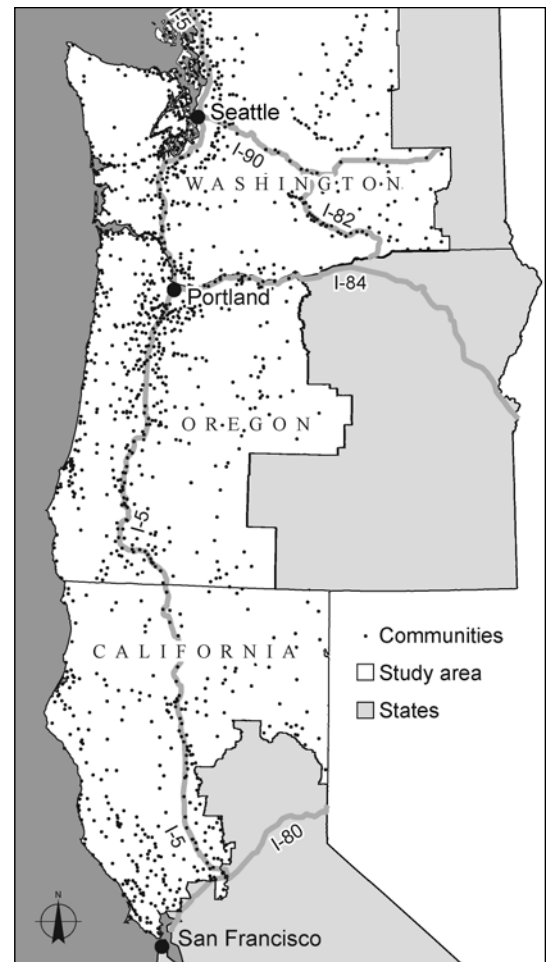 I-5
Seattle
I-90
WASHINGTON
I-82
I-84
Portland
OREGON
I-5
CALIFORNIA
Communities
Study area
States
I-5
I-80
N
San Francisco